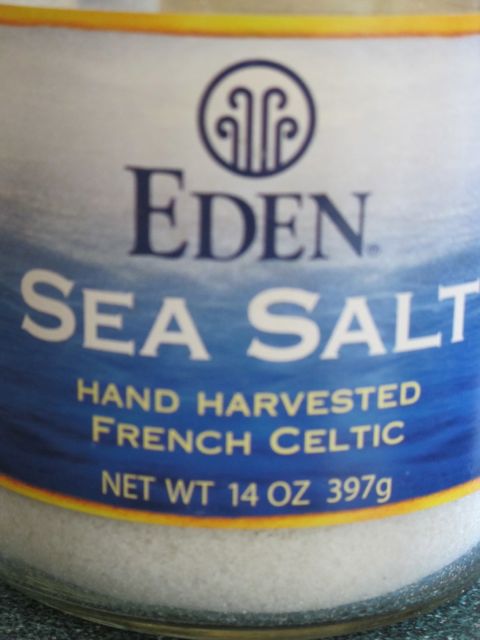 EDEN®
SEA SALT
HAND HARVESTED
FRENCH CELTIC
NET WT 14 OZ 397g